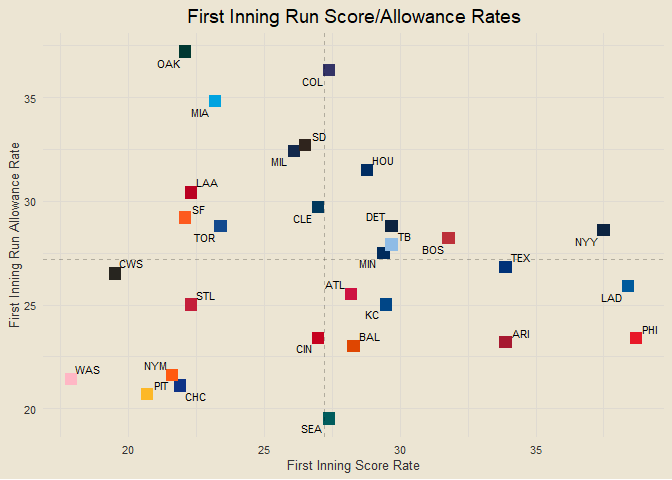 First Inning Run Score/Allowance Rates
OAK
COL
35
MIA
SD
MIL
HOU
LAA
30
SF
CLE
DET
TOR
TB
BOS
NYY
CWS
MIN
TEX
ATL
LAD
STL
25
KC
CIN
BAL
ARI
PHI
WAS
NYM
PIT
CHC
20
SEA
20
25
30
35
First Inning Score Rate
First Inning Run Allowance Rate